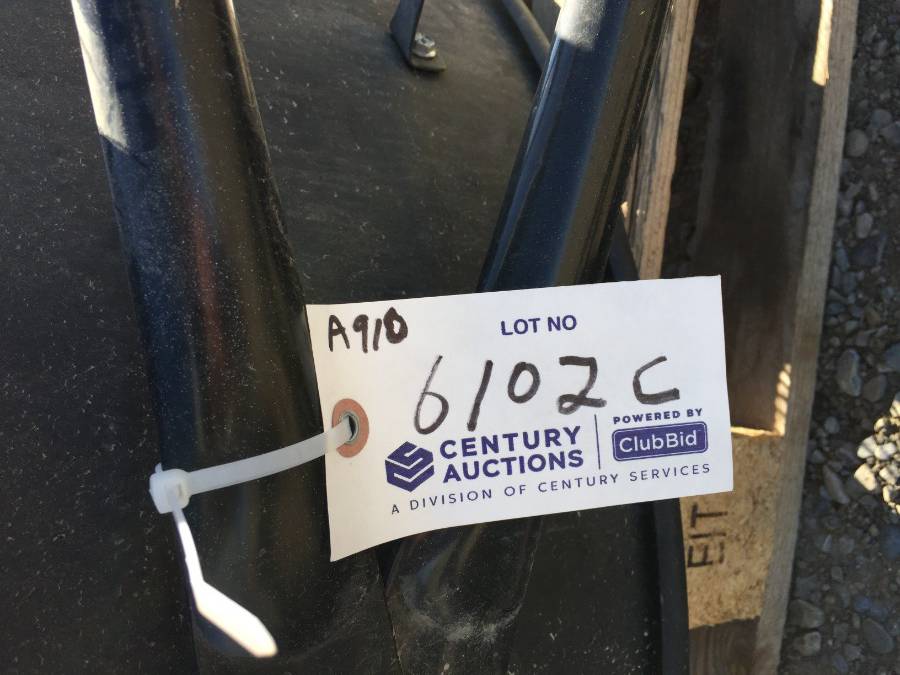 A910
LOT NO
6102C
CENTURY AUCTIONS
POWERED BY
ClubBid
A DIVISION OF CENTURY SERVICES
EIT